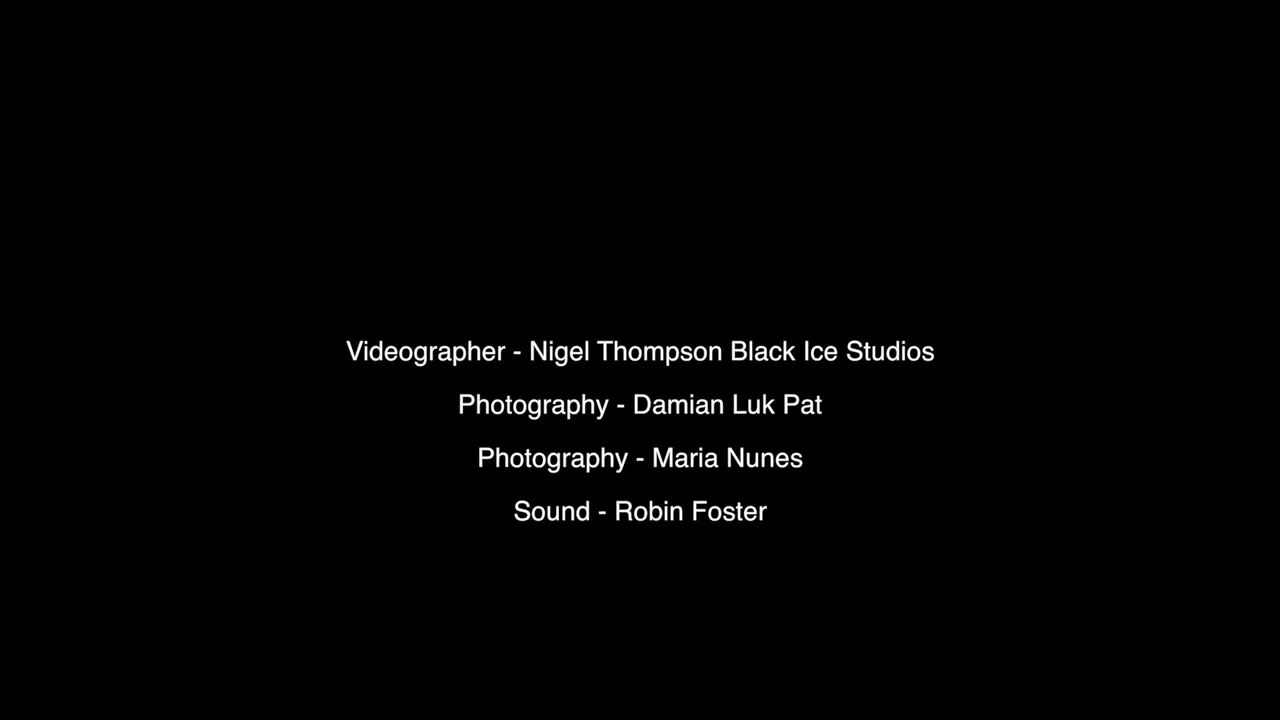 Videographer - Nigel Thompson Black Ice Studios
Photography - Damian Luk Pat
Photography - Maria Nunes
Sound - Robin Foster